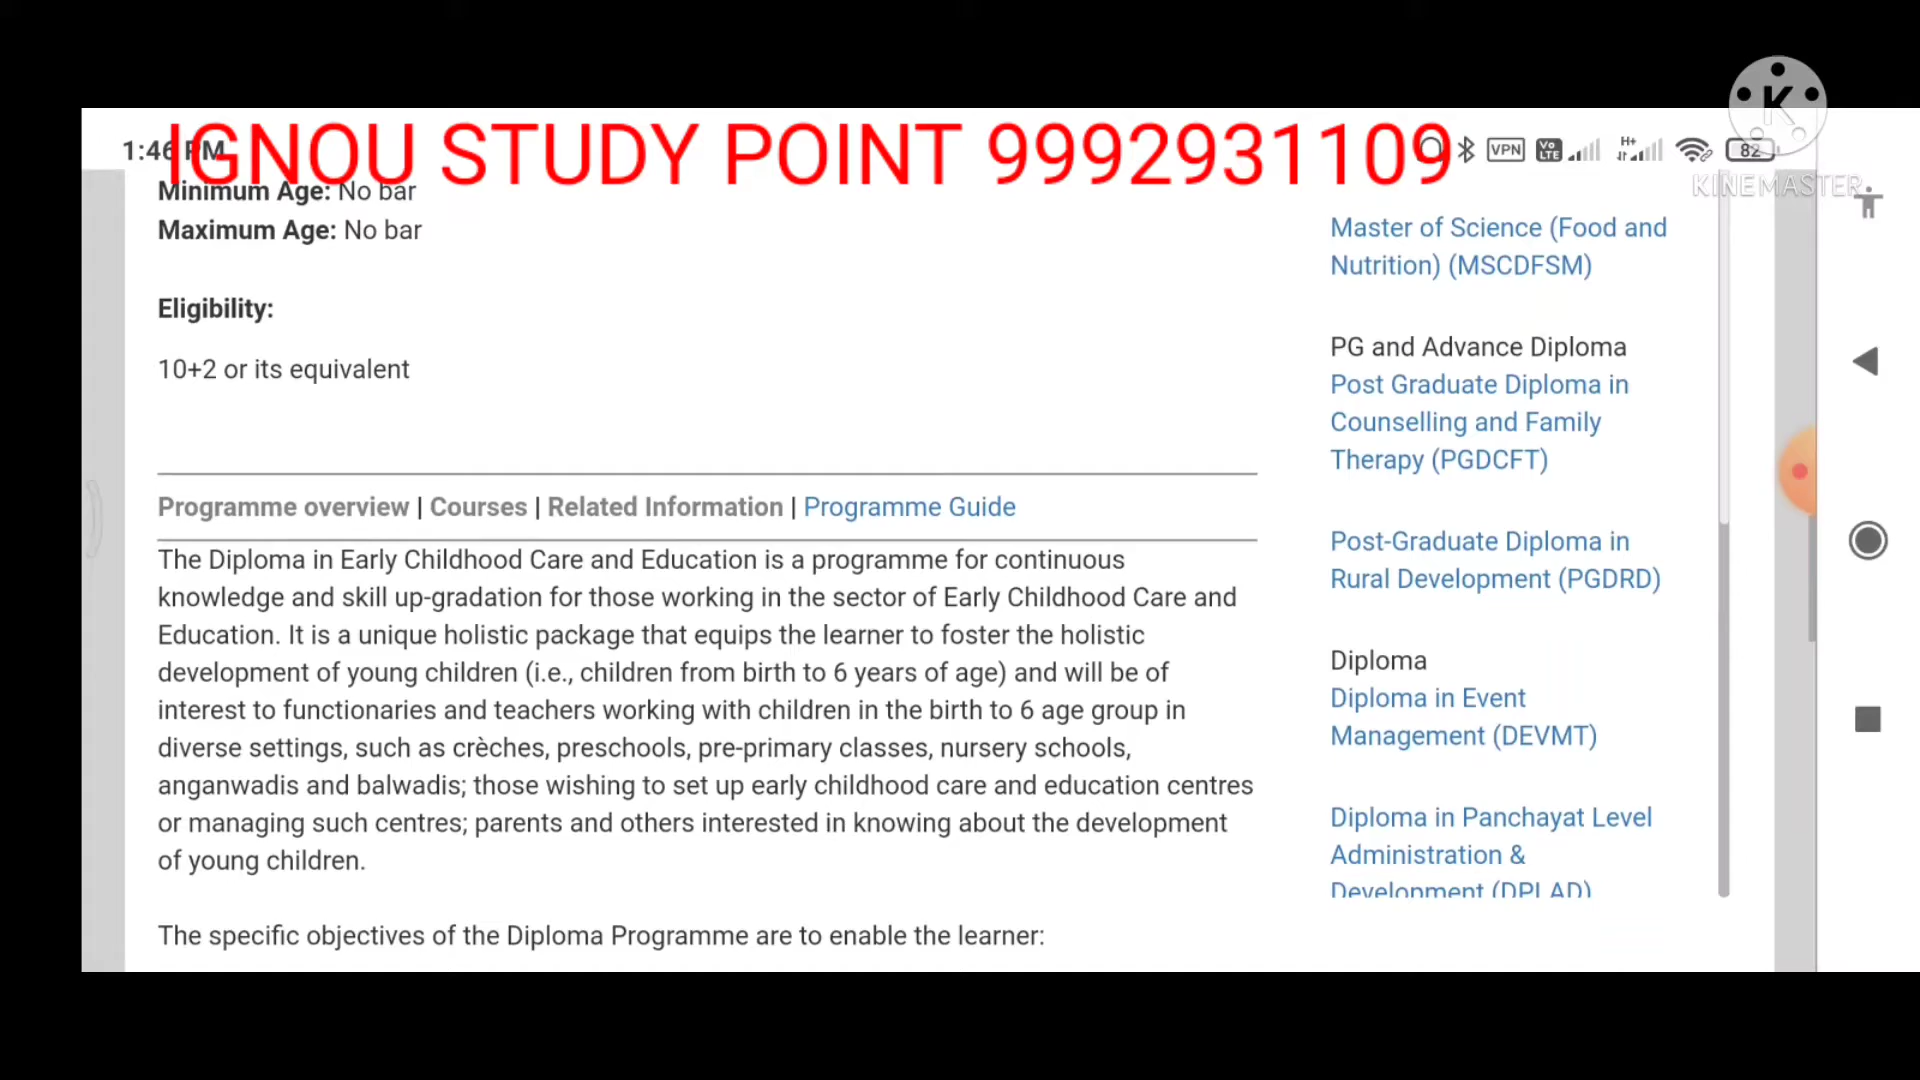 IGNOU STUDY POINT 9992931109
1:46 PM
VPN
Vo LTE
H+
82
K
KINEMASTER
Minimum Age: No bar
Maximum Age: No bar
Eligibility:
10+2 or its equivalent
Programme overview | Courses | Related Information | Programme Guide
The Diploma in Early Childhood Care and Education is a programme for continuous
knowledge and skill up-gradation for those working in the sector of Early Childhood Care and
Education. It is a unique holistic package that equips the learner to foster the holistic
development of young children (i.e., children from birth to 6 years of age) and will be of
interest to functionaries and teachers working with children in the birth to 6 age group in
diverse settings, such as crèches, preschools, pre-primary classes, nursery schools,
anganwadis and balwadis; those wishing to set up early childhood care and education centres
or managing such centres; parents and others interested in knowing about the development
of young children.
The specific objectives of the Diploma Programme are to enable the learner:
Master of Science (Food and
Nutrition) (MSCDFSM)
PG and Advance Diploma
Post Graduate Diploma in
Counselling and Family
Therapy (PGDCFT)
Post-Graduate Diploma in
Rural Development (PGDRD)
Diploma
Diploma in Event
Management (DEVMT)
Diploma in Panchayat Level
Administration &
Development (DPLAD)